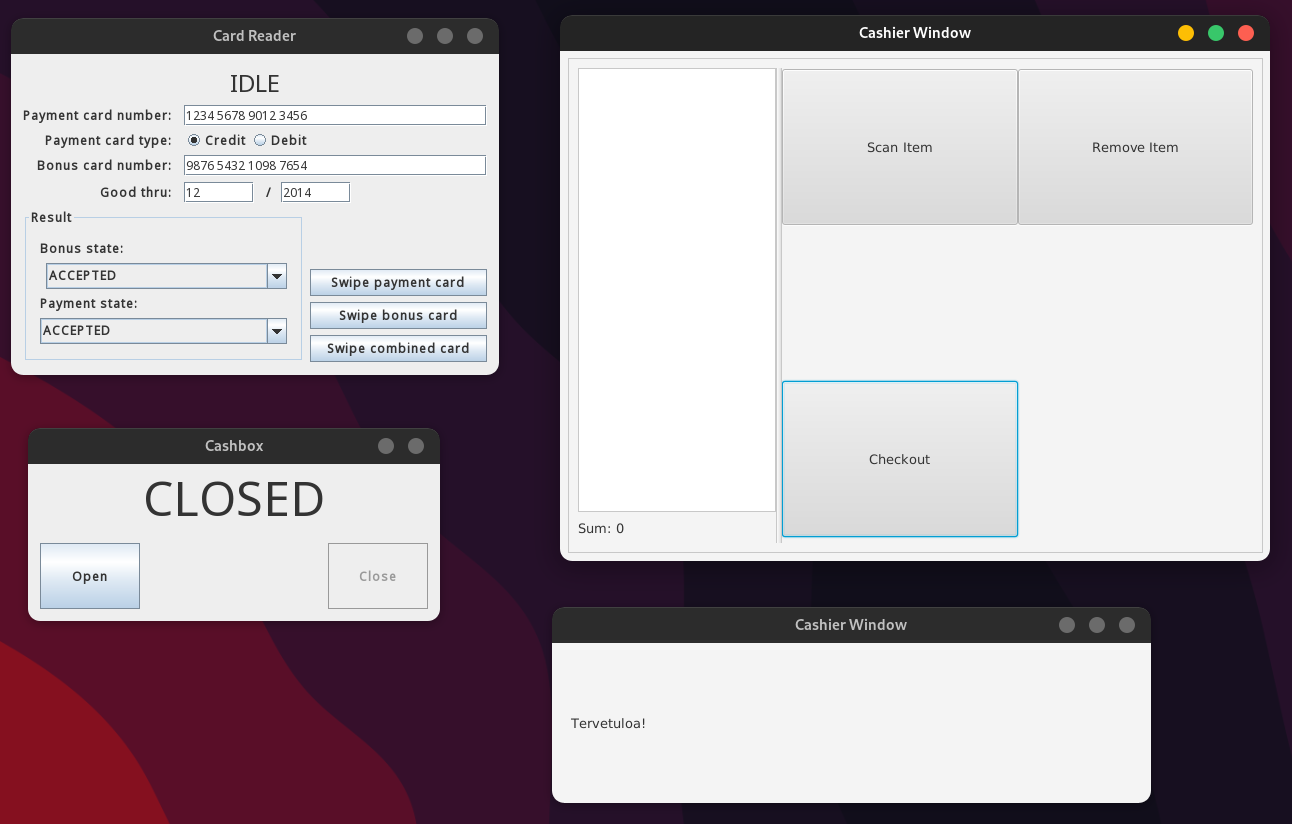 Card Reader
IDLE
Payment card number: 1234 5678 9012 3456
Payment card type: Credit Debit
Bonus card number: 9876 5432 1098 7654
Good thru: 12 / 2014
Result
Bonus state:
ACCEPTED
Payment state:
ACCEPTED
Swipe payment card
Swipe bonus card
Swipe combined card
Cashbox
CLOSED
Open Close
Cashier Window
Scan Item Remove Item
Checkout
Sum: 0
Cashier Window
Tervetuloa!